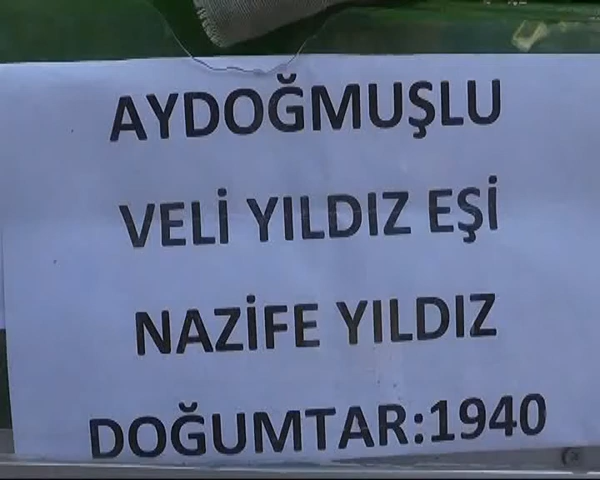 AYDOĞMUŞLU
VELİ YILDIZ EŞİ
NAZİFE YILDIZ
DOĞUMTAR:1940